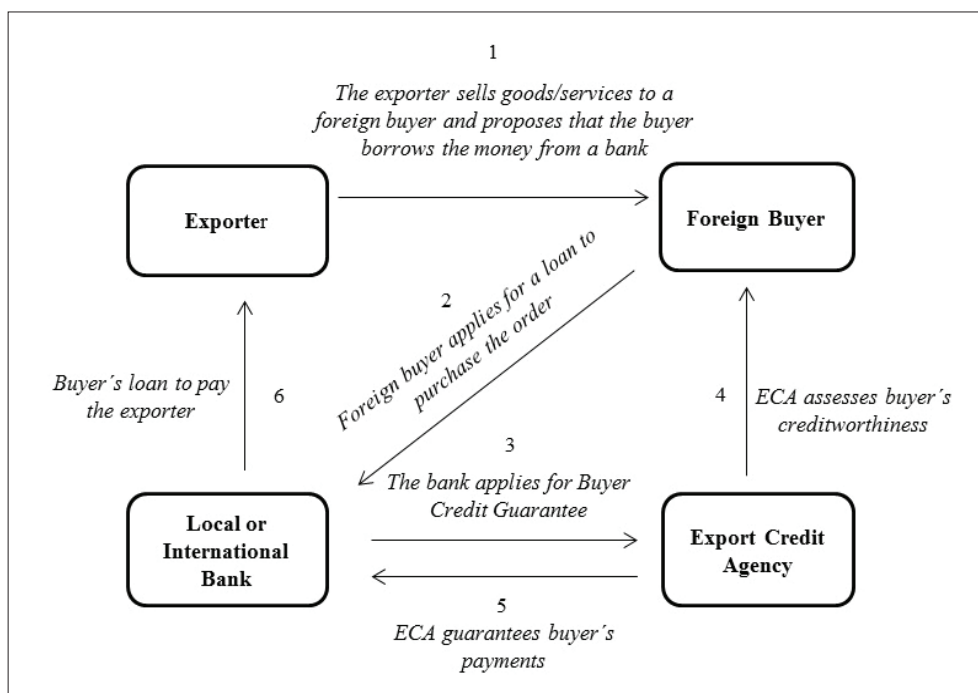 1
The exporter sells goods/services to a
foreign buyer and proposes that the buyer
borrows the money from a bank
Exporter
Foreign Buyer
2
Foreign buyer applies for a loan to
purchase the order
Buyer´s loan to pay
the exporter
6
4
ECA assesses buyer´s
creditworthiness
3
The bank applies for Buyer
Credit Guarantee
Local or
International
Bank
Export Credit
Agency
5
ECA guarantees buyer´s
payments